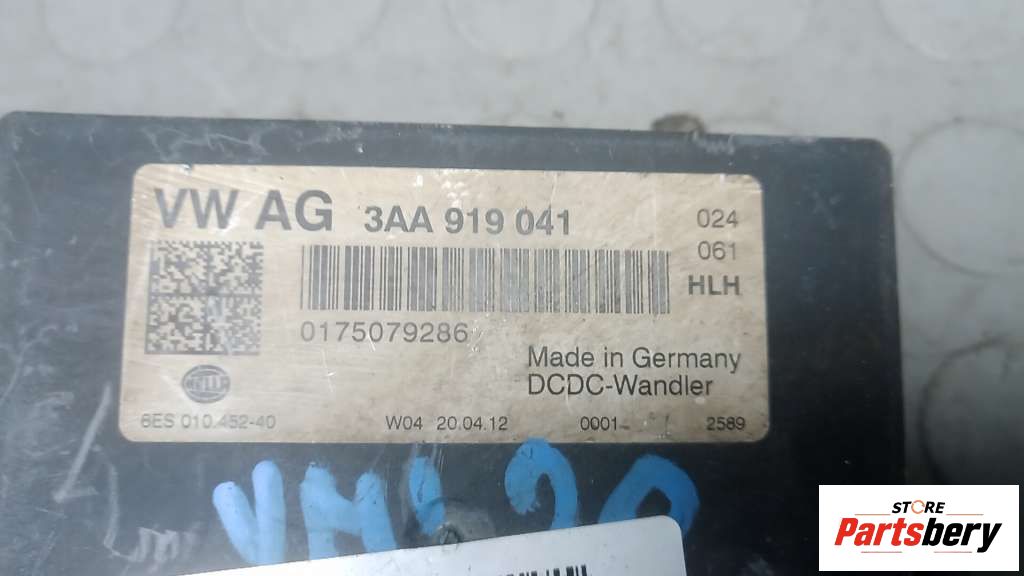 VW AG 3AA 919 041 024
061
HLH
0175079286
Made in Germany
DCDC-Wandler
HELLA
6ES 010.452-40 W04 20.04.12 0001- 2589
STORE
Partsbery